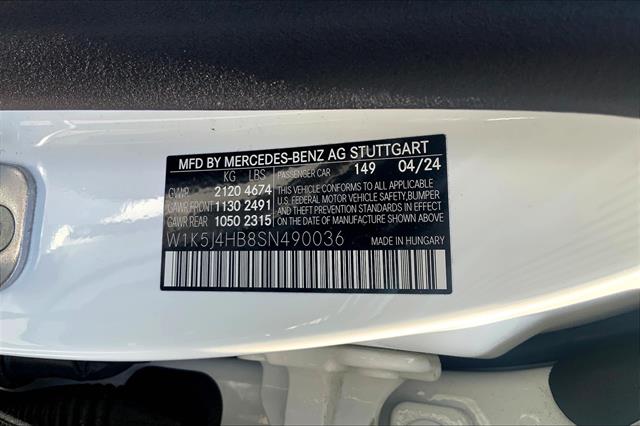 MFD BY MERCEDES-BENZ AG STUTTGART
KG LBS PASSENGER CAR 149 04/24
GWR 2120 4674 THIS VEHICLE CONFORMS TO ALL APPLICABLE
GAWR FRONT 1130 2491 U.S. FEDERAL MOTOR VEHICLE SAFETY, BUMPER
GAWR REAR 1050 2315 AND THEFT PREVENTION STANDARDS IN EFFECT
ON THE DATE OF MANUFACTURE SHOWN ABOVE.
W1K5J4HB8SN490036 MADE IN HUNGARY